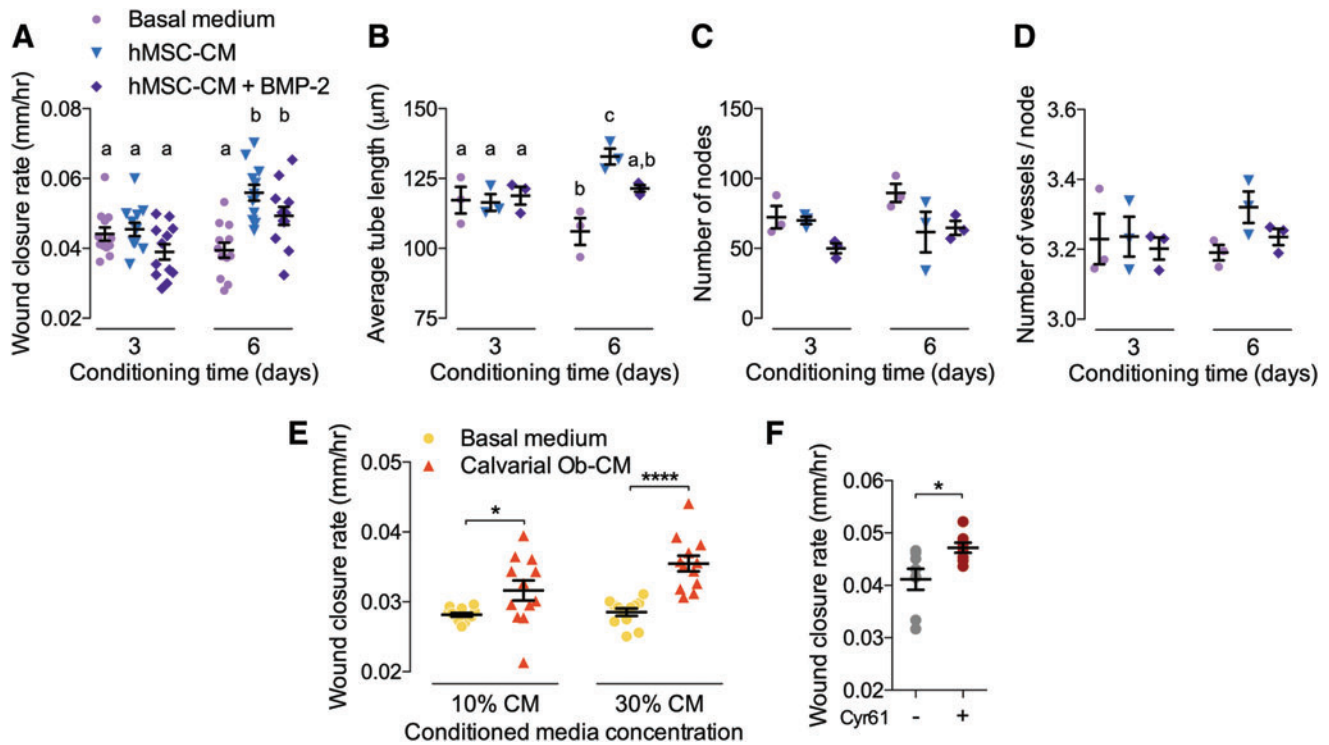 A
Basal medium
hMSC-CM
hMSC-CM + BMP-2
Wound closure rate (mm/hr)
0.08
0.06
0.04
0.02
a a a a b b
3 6
Conditioning time (days)
B
Average tube length (µm)
150
125
100
75
a a a b c a,b
3 6
Conditioning time (days)
C
Number of nodes
150
100
50
0
3 6
Conditioning time (days)
D
Number of vessels / node
3.6
3.4
3.2
3.0
3 6
Conditioning time (days)
E
Basal medium
Calvarial Ob-CM
Wound closure rate (mm/hr)
0.05
0.04
0.03
0.02
* ****
10% CM 30% CM
Conditioned media concentration
F
Wound closure rate (mm/hr)
0.06
0.05
0.04
0.03
0.02
*
Cyr61 - +